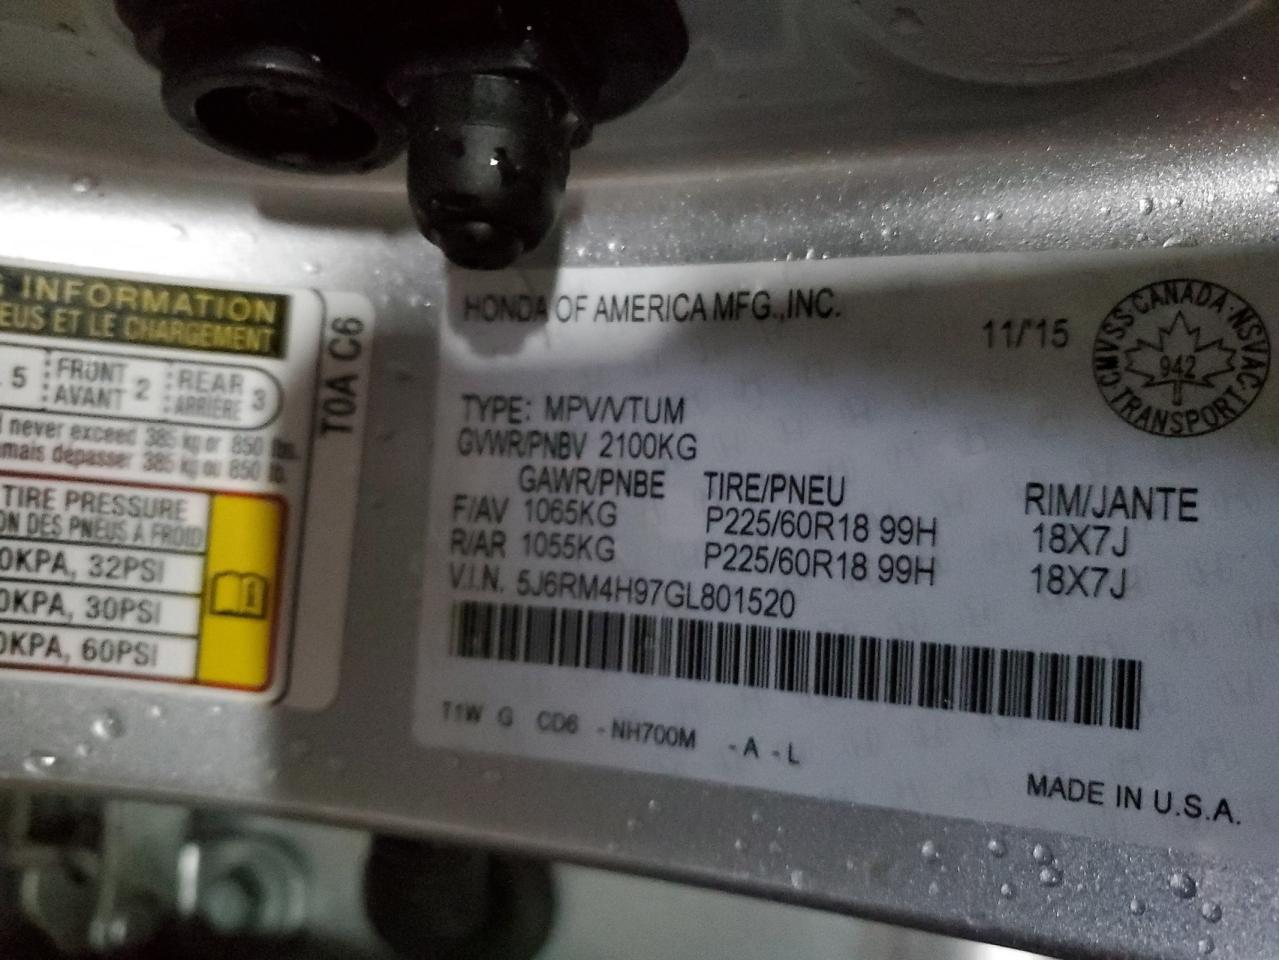 G INFORMATION
EUS ET LE CHARGEMENT
5 FRONT AVANT 2 REAR ARRIÈRE 3
never exceed 385 kg or 850 lbs.
mais dépasser 385 kg ou 850 lb.
TIRE PRESSURE
ON DES PNEUS À FROID
0KPA, 32PSI
0KPA, 30PSI
0KPA, 60PSI
T0A C6
HONDA OF AMERICA MFG.,INC.
11/'15
CMVSS·CANADA·NSVAC·TRANSPORT
942
TYPE: MPV/VTUM
GVWR/PNBV 2100KG
GAWR/PNBE TIRE/PNEU RIM/JANTE
F/AV 1065KG P225/60R18 99H 18X7J
R/AR 1055KG P225/60R18 99H 18X7J
V.I.N. 5J6RM4H97GL801520
T1W G CD6 -NH700M -A -L
MADE IN U.S.A.